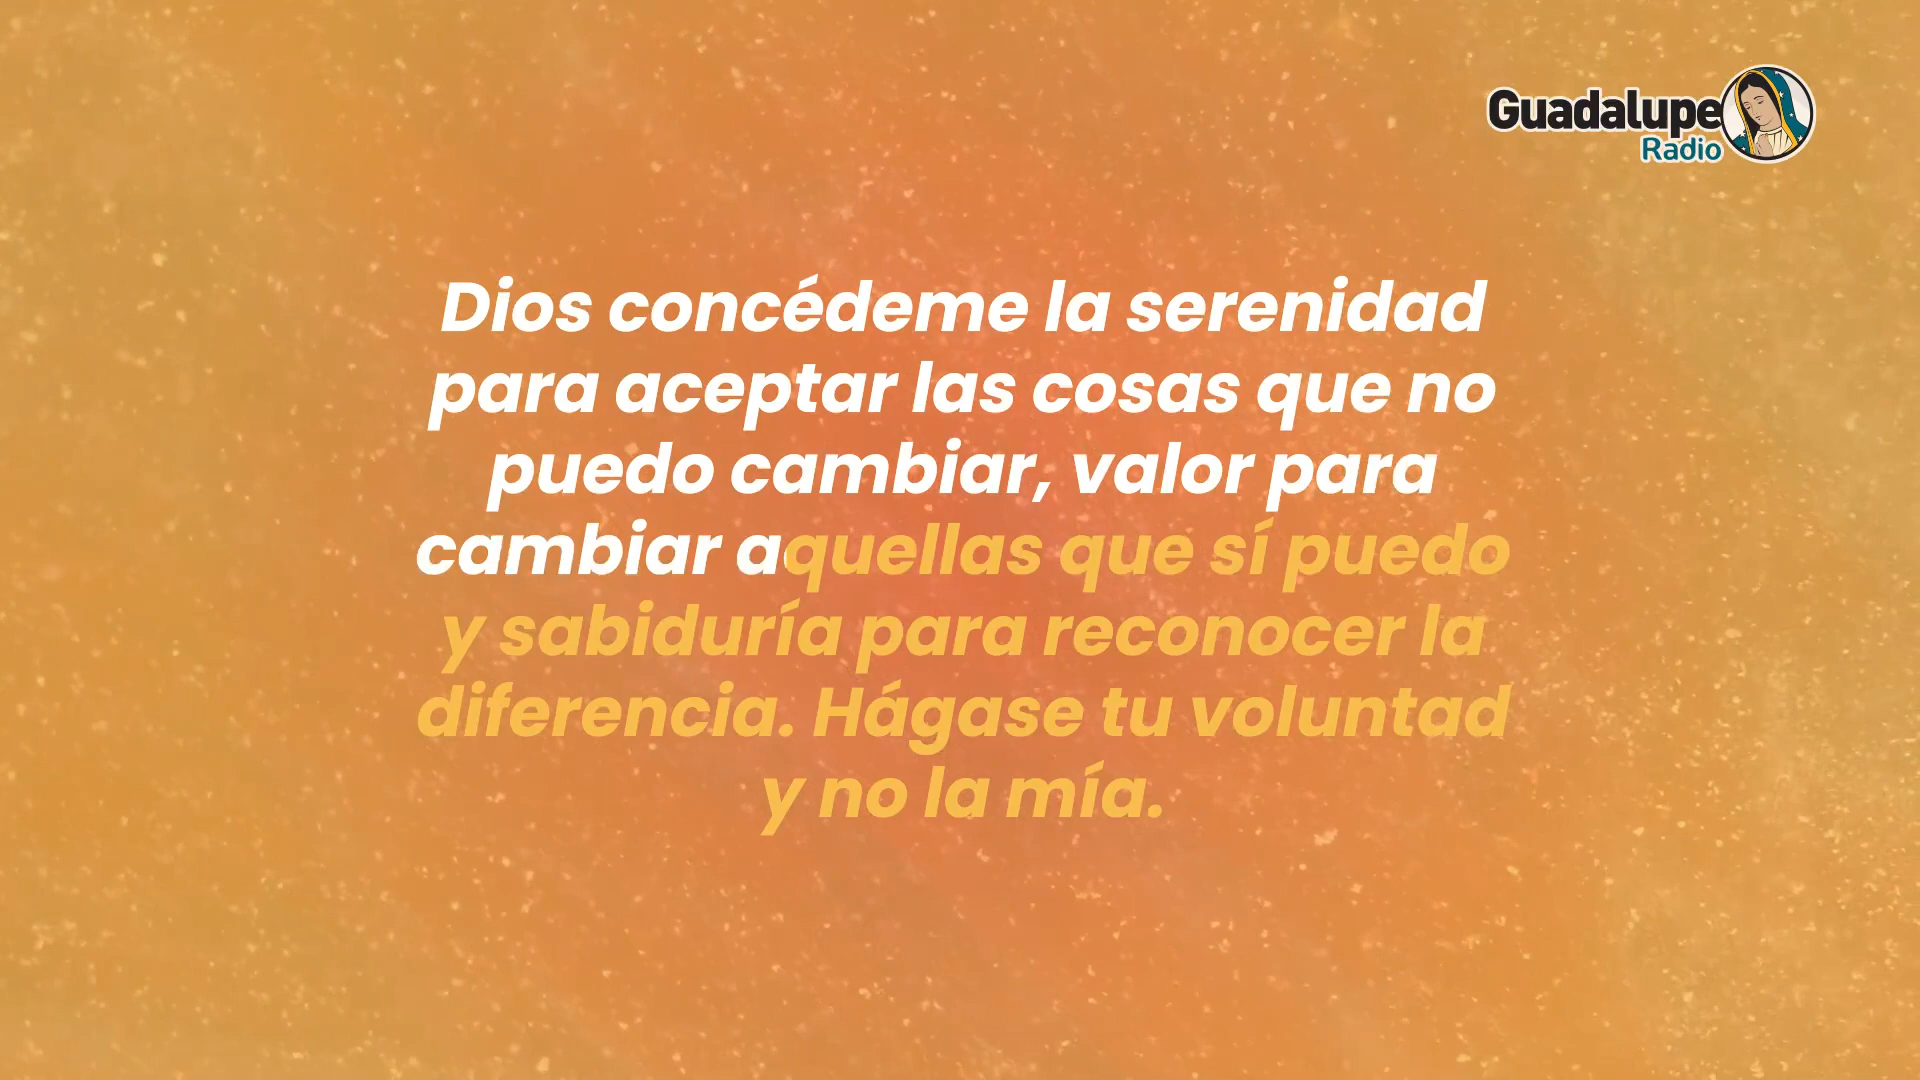 Guadalupe
Radio
Dios concédeme la serenidad
para aceptar las cosas que no
puedo cambiar, valor para
cambiar aquellas que sí puedo
y sabiduría para reconocer la
diferencia. Hágase tu voluntad
y no la mía.